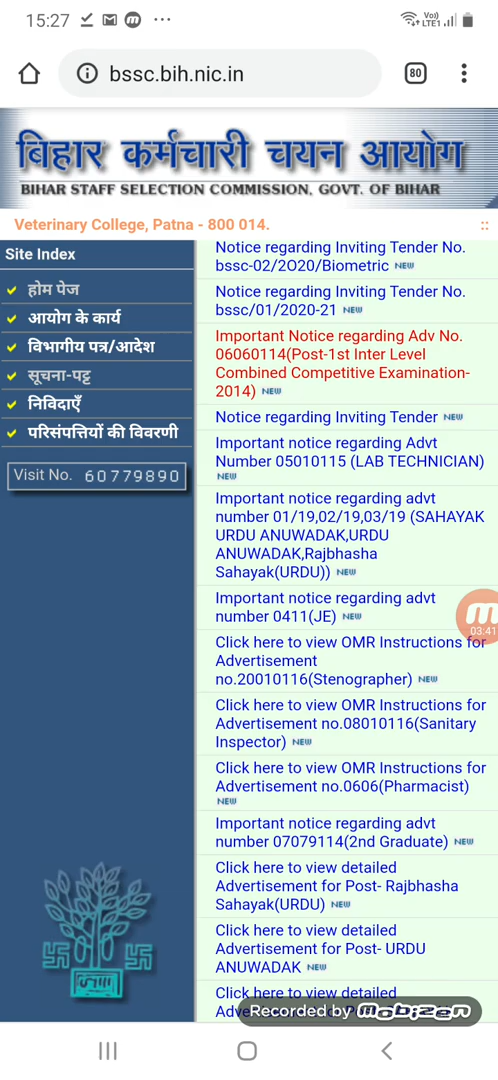 15:27
Vo)
LTE1
bssc.bih.nic.in
80
बिहार कर्मचारी चयन आयोग
BIHAR STAFF SELECTION COMMISSION, GOVT. OF BIHAR
Veterinary College, Patna - 800 014.
::
Site Index
होम पेज
आयोग के कार्य
विभागीय पत्र/आदेश
सूचना-पट्ट
निविदाएँ
परिसंपत्तियों की विवरणी
Visit No. 60779890
Notice regarding Inviting Tender No.
bssc-02/2020/Biometric NEW
Notice regarding Inviting Tender No.
bssc/01/2020-21 NEW
Important Notice regarding Adv No.
06060114(Post-1st Inter Level
Combined Competitive Examination-
2014) NEW
Notice regarding Inviting Tender NEW
Important notice regarding Advt
Number 05010115 (LAB TECHNICIAN)
NEW
Important notice regarding advt
number 01/19,02/19,03/19 (SAHAYAK
URDU ANUWADAK,URDU
ANUWADAK,Rajbhasha
Sahayak(URDU)) NEW
Important notice regarding advt
number 0411(JE) NEW
03:41
Click here to view OMR Instructions for
Advertisement
no.20010116(Stenographer) NEW
Click here to view OMR Instructions for
Advertisement no.08010116(Sanitary
Inspector) NEW
Click here to view OMR Instructions for
Advertisement no.0606(Pharmacist)
NEW
Important notice regarding advt
number 07079114(2nd Graduate) NEW
Click here to view detailed
Advertisement for Post- Rajbhasha
Sahayak(URDU) NEW
Click here to view detailed
Advertisement for Post- URDU
ANUWADAK NEW
Click here to view detailed
Recorded by mobizen